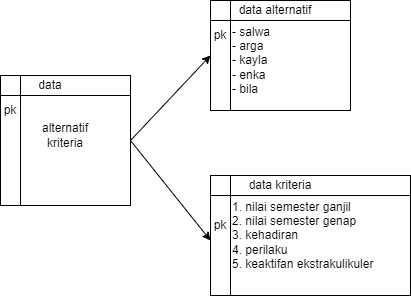 data
pk
alternatif
kriteria
data alternatif
pk
- salwa
- arga
- kayla
- enka
- bila
data kriteria
pk
1. nilai semester ganjil
2. nilai semester genap
3. kehadiran
4. perilaku
5. keaktifan ekstrakulikuler